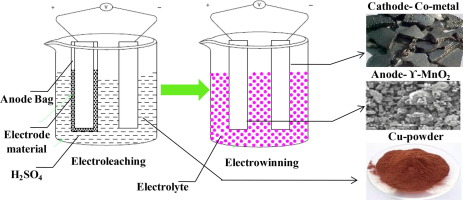 Cathode- Co-metal
+
V
-
+
V
-
Anode- ϒ-MnO₂
Anode Bag
Electrode
material
H₂SO₄
Electroleaching
Electrowinning
Electrolyte
Cu-powder